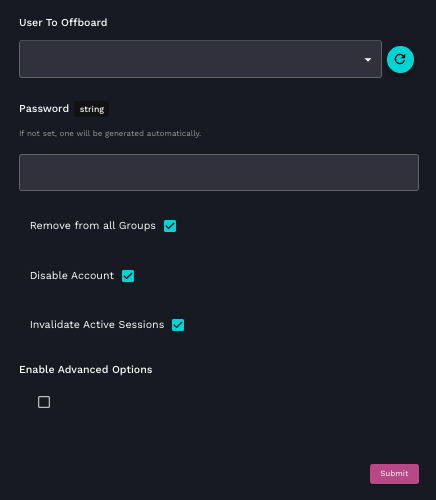 User To Offboard
Password string
If not set, one will be generated automatically.
Remove from all Groups
Disable Account
Invalidate Active Sessions
Enable Advanced Options
Submit